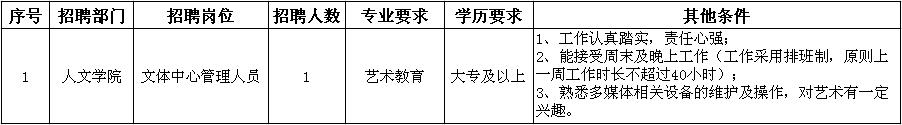 序号 招聘部门 招聘岗位 招聘人数 专业要求 学历要求 其他条件
1 人文学院 文体中心管理人员 1 艺术教育 大专及以上
1、工作认真踏实，责任心强；
2、能接受周末及晚上工作（工作采用排班制，原则上
一周工作时长不超过40小时）；
3、熟悉多媒体相关设备的维护及操作，对艺术有一定
兴趣。